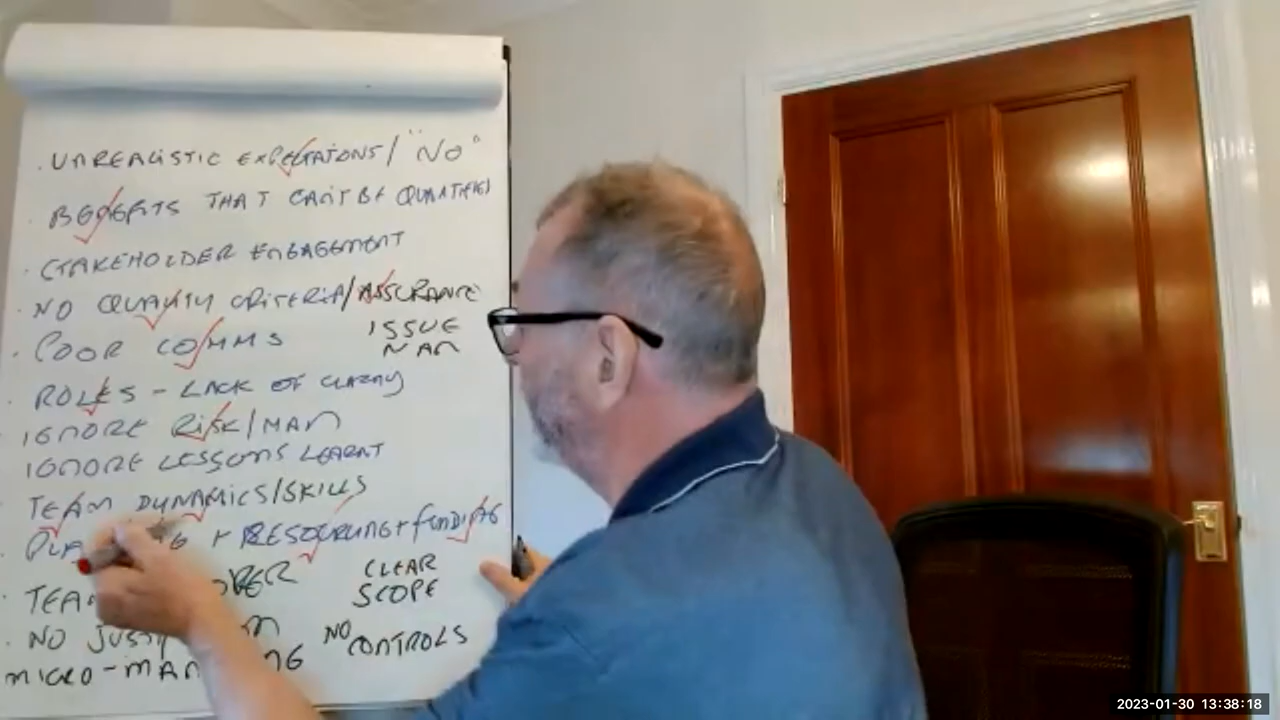 · UNREALISTIC EXPECTATIONS / "NO"
· BENEFITS THAT CAN'T BE QUANTIFIED
· STAKEHOLDER ENGAGEMENT
· NO QUALITY CRITERIA/ASSURANCE
· POOR COMMS
ISSUE
MAN
· ROLES - LACK OF CLARITY
· IGNORE RISK/MAN
IGNORE LESSONS LEARNT
· TEAM DYNAMICS/SKILLS
· + RESOURCING + FUNDING
CLEAR
SCOPE
· NO
NO CONTROLS
2023-01-30 13:38:18